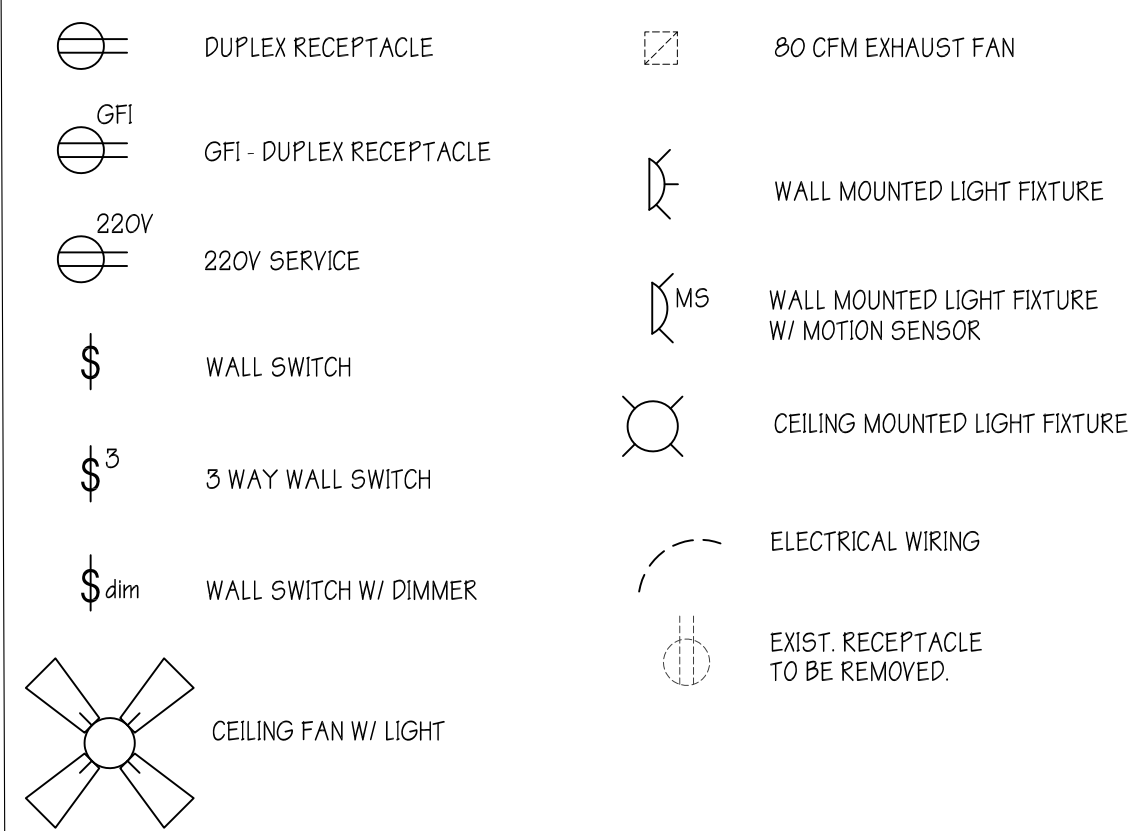 DUPLEX RECEPTACLE
GFI
GFI - DUPLEX RECEPTACLE
220V
220V SERVICE
$
WALL SWITCH
$3
3 WAY WALL SWITCH
$dim
WALL SWITCH W/ DIMMER
CEILING FAN W/ LIGHT
80 CFM EXHAUST FAN
WALL MOUNTED LIGHT FIXTURE
MS
WALL MOUNTED LIGHT FIXTURE
W/ MOTION SENSOR
CEILING MOUNTED LIGHT FIXTURE
ELECTRICAL WIRING
EXIST. RECEPTACLE
TO BE REMOVED.